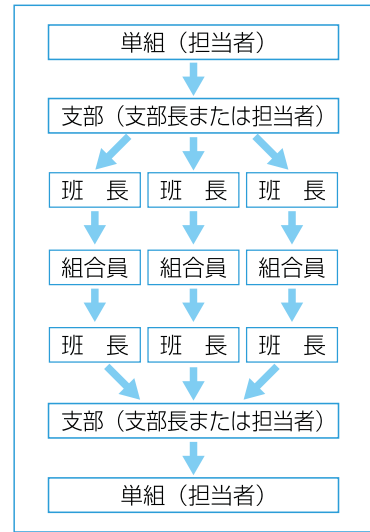 単組（担当者）
支部（支部長または担当者）
班　長　班　長　班　長
組合員　組合員　組合員
班　長　班　長　班　長
支部（支部長または担当者）
単組（担当者）